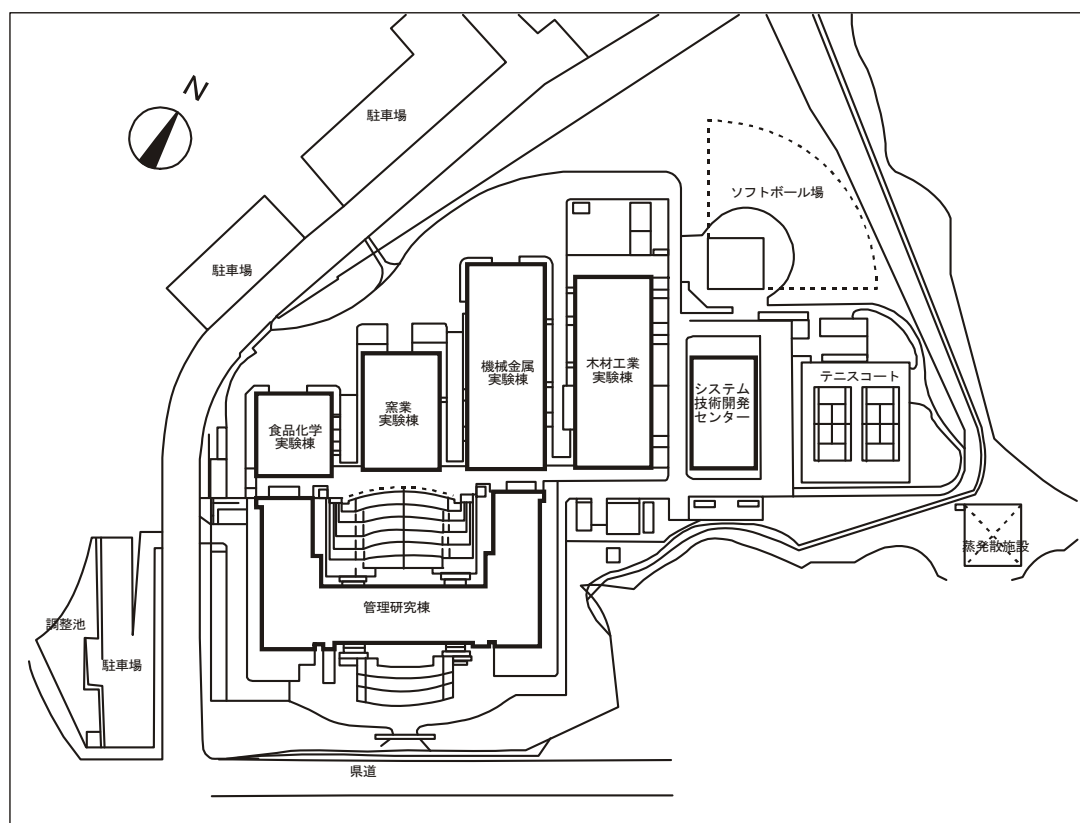 N
駐車場
ソフトボール場
駐車場
機械金属
実験棟
木材工業
実験棟
テニスコート
システム
技術開発
センター
窯業
実験棟
食品化学
実験棟
蒸発散施設
管理研究棟
調整池
駐車場
県道